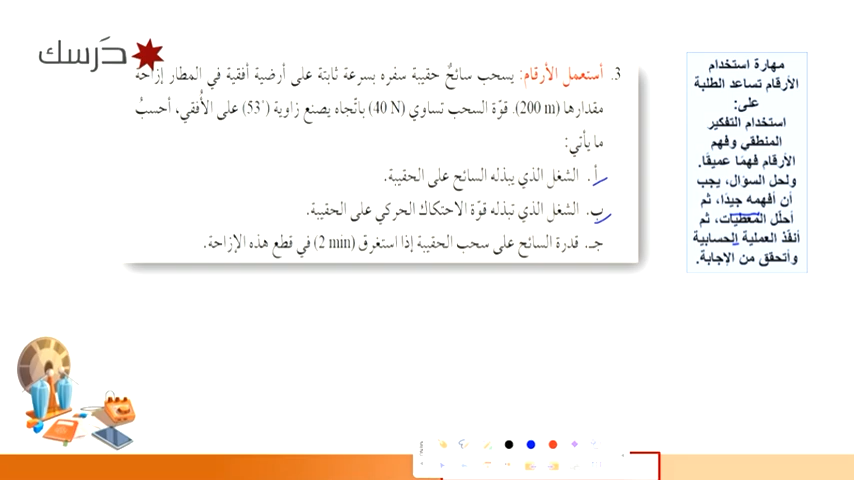 حَرسك
3. أستعمل الأرقام: يسحب سائحٌ حقيبة سفره بسرعة ثابتة على أرضية أفقية في المطار إزاحة
مقدارها (200 m). قوّة السحب تساوي (40 N) باتّجاه يصنع زاوية (53°) على الأُفقي، أحسبُ
ما يأتي:
أ. الشغل الذي يبذله السائح على الحقيبة.
ب. الشغل الذي تبذله قوّة الاحتكاك الحركي على الحقيبة.
جـ. قدرة السائح على سحب الحقيبة إذا استغرق (2 min) في قطع هذه الإزاحة.
مهارة استخدام
الأرقام تساعد الطلبة
على:
استخدام التفكير
المنطقي وفهم
الأرقام فهمًا عميقًا.
ولحل السؤال، يجب
أن أفهمه جيدًا، ثم
أحلّل المعطيات، ثم
أنفّذ العملية الحسابية
وأتحقق من الإجابة.